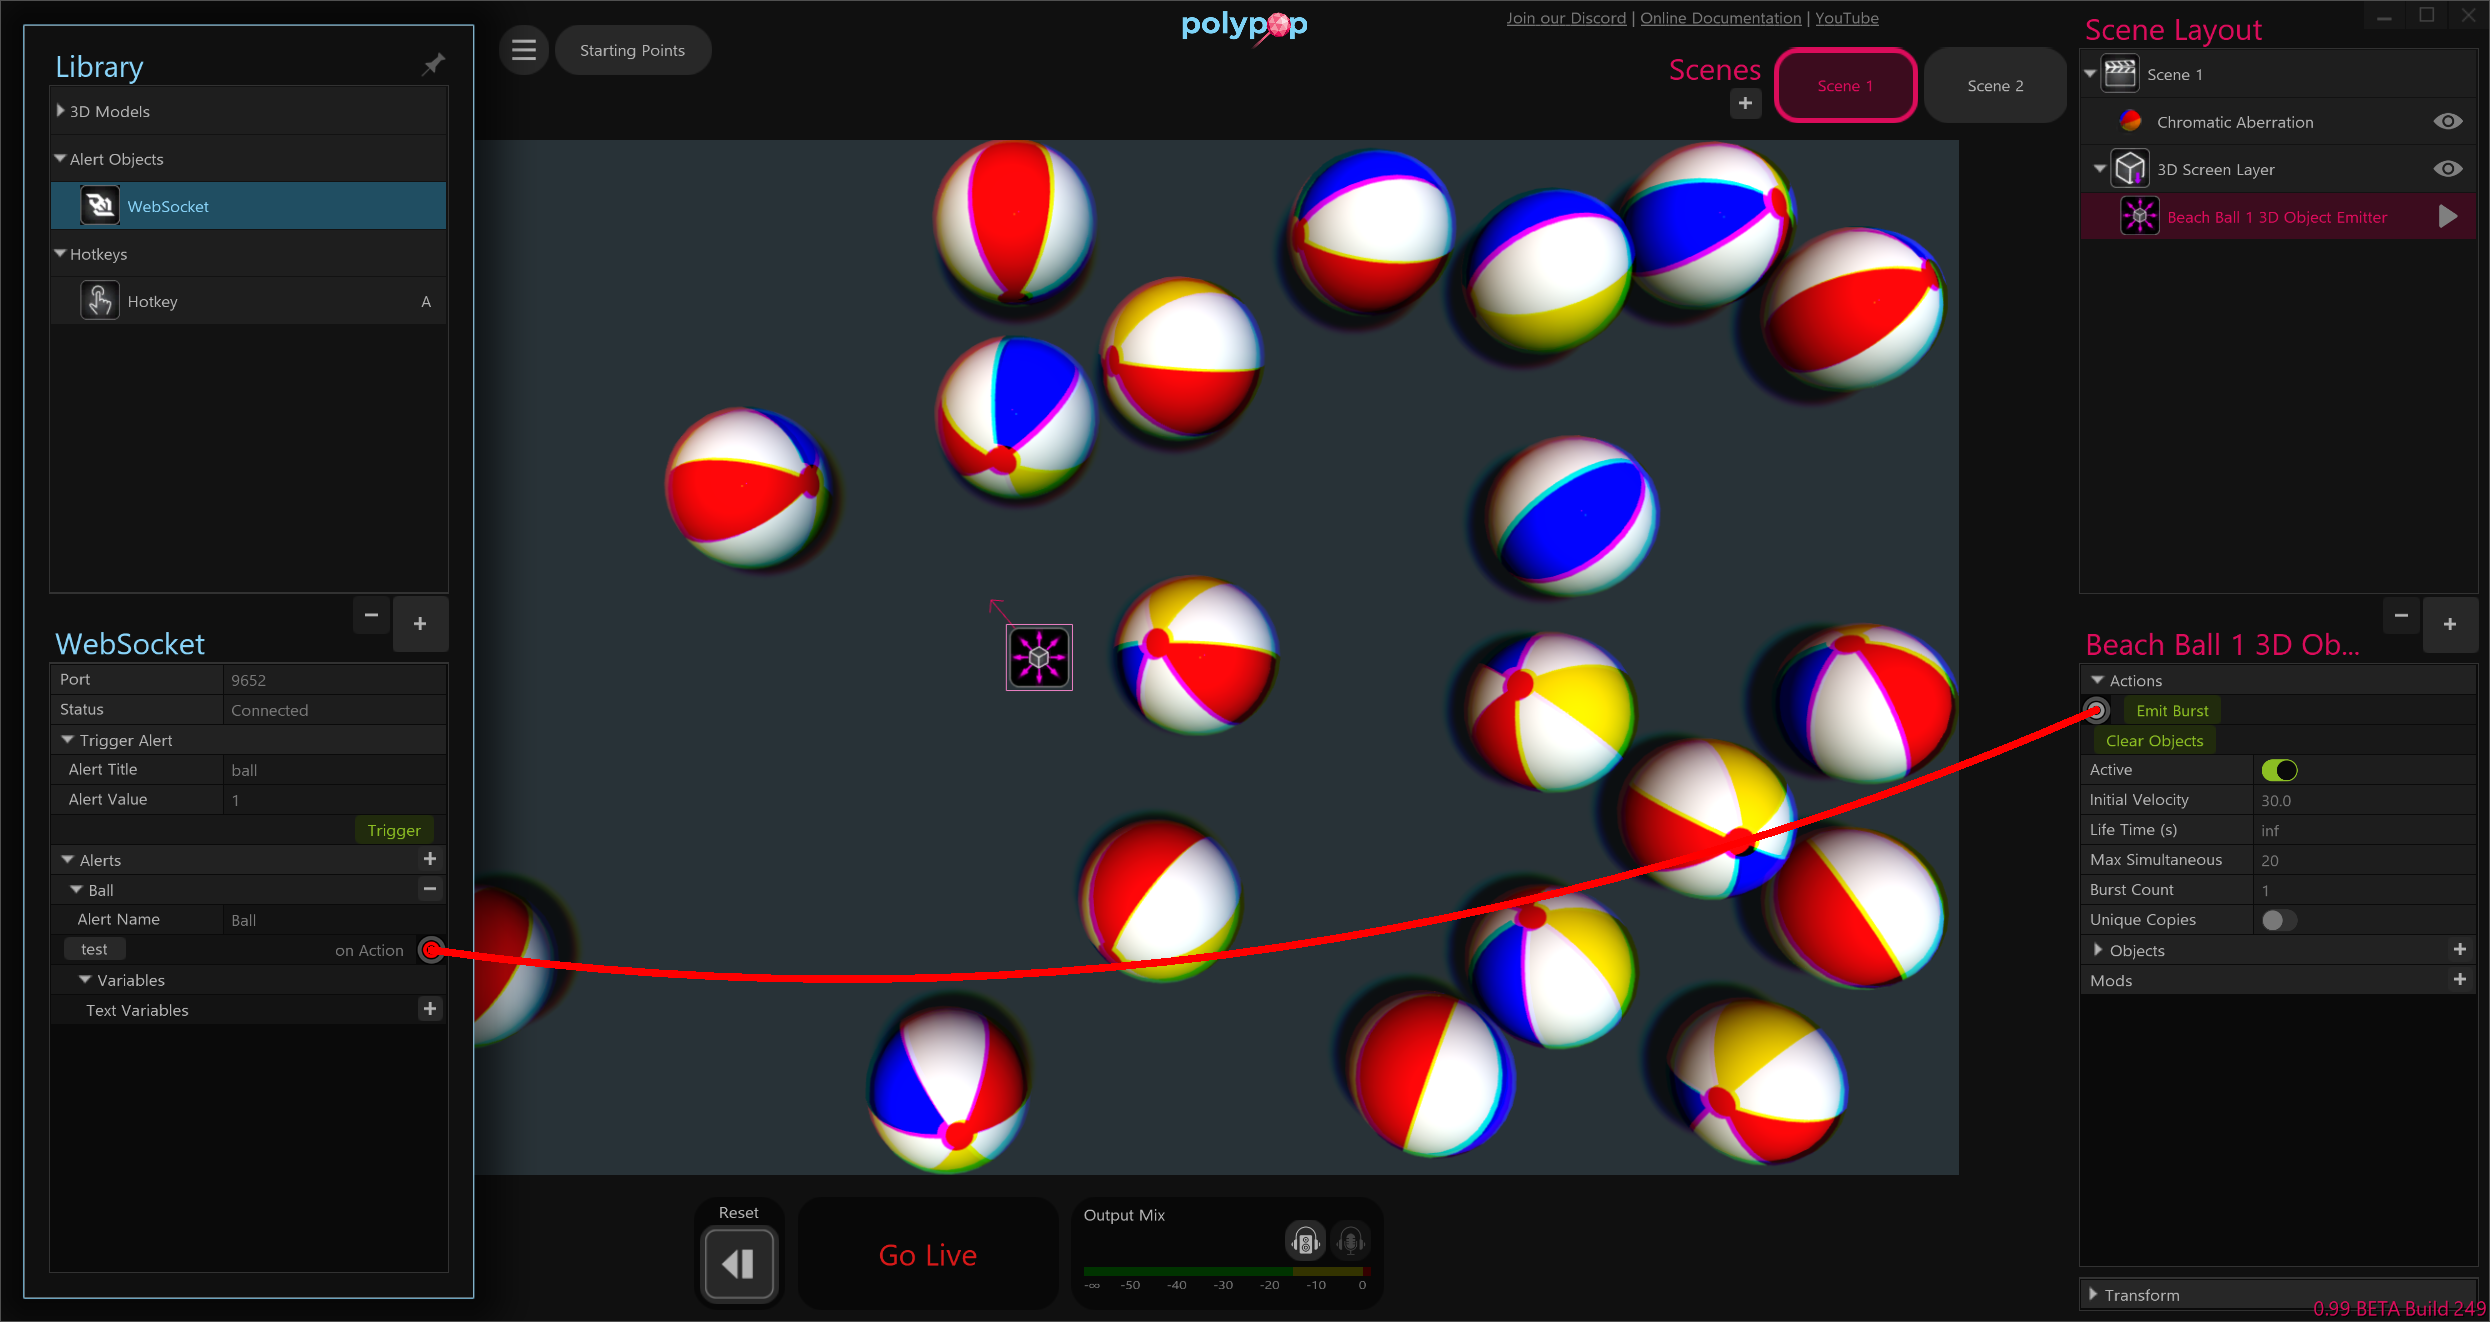 Library
3D Models
Alert Objects
WebSocket
Hotkeys
Hotkey A
WebSocket
Port 9652
Status Connected
Trigger Alert
Alert Title ball
Alert Value 1
Trigger
Alerts
Ball
Alert Name Ball
test on Action
Variables
Text Variables
Starting Points
polypop
Join our Discord | Online Documentation | YouTube
Scenes
Scene 1
Scene 2
Reset
Go Live
Output Mix
-∞ -50 -40 -30 -20 -10 0
Scene Layout
Scene 1
Chromatic Aberration
3D Screen Layer
Beach Ball 1 3D Object Emitter
Beach Ball 1 3D Ob...
Actions
Emit Burst
Clear Objects
Active
Initial Velocity 30.0
Life Time (s) inf
Max Simultaneous 20
Burst Count 1
Unique Copies
Objects
Mods
Transform
0.99 BETA Build 249